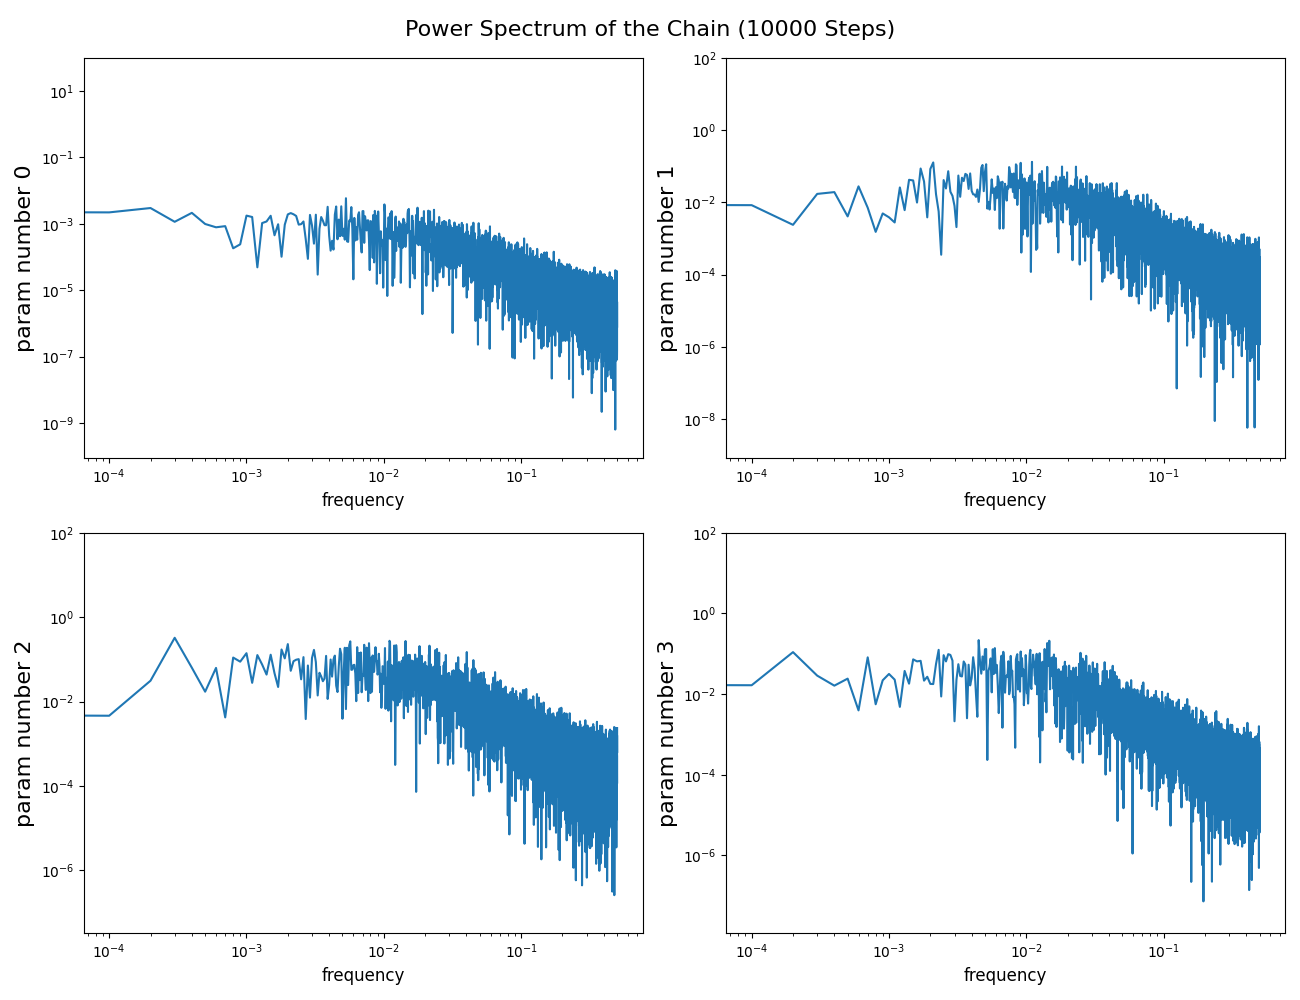 Power Spectrum of the Chain (10000 Steps)
param number 0
10¹
10⁻¹
10⁻³
10⁻⁵
10⁻⁷
10⁻⁹
10⁻⁴ 10⁻³ 10⁻² 10⁻¹
frequency
param number 1
10²
10⁰
10⁻²
10⁻⁴
10⁻⁶
10⁻⁸
10⁻⁴ 10⁻³ 10⁻² 10⁻¹
frequency
param number 2
10²
10⁰
10⁻²
10⁻⁴
10⁻⁶
10⁻⁴ 10⁻³ 10⁻² 10⁻¹
frequency
param number 3
10²
10⁰
10⁻²
10⁻⁴
10⁻⁶
10⁻⁴ 10⁻³ 10⁻² 10⁻¹
frequency